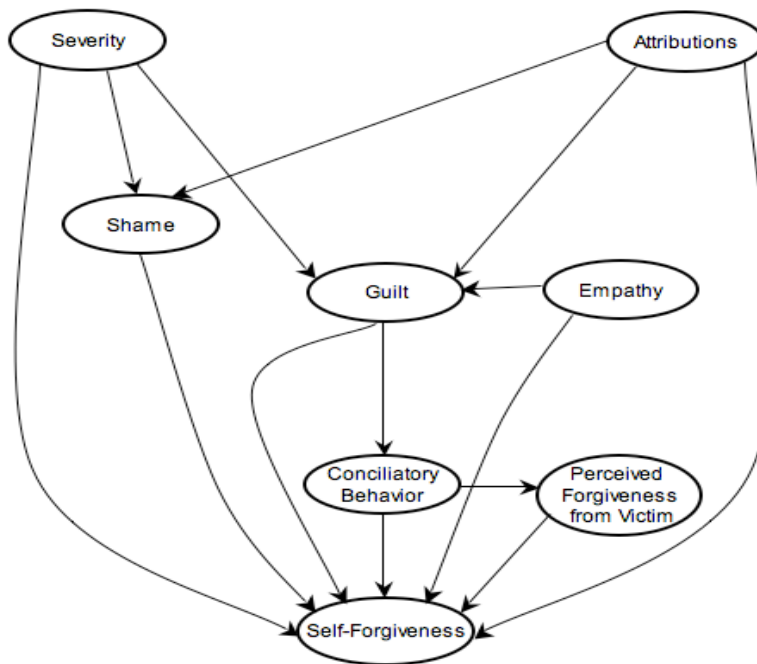 Severity
Attributions
Shame
Guilt
Empathy
Conciliatory
Behavior
Perceived
Forgiveness
from Victim
Self-Forgiveness